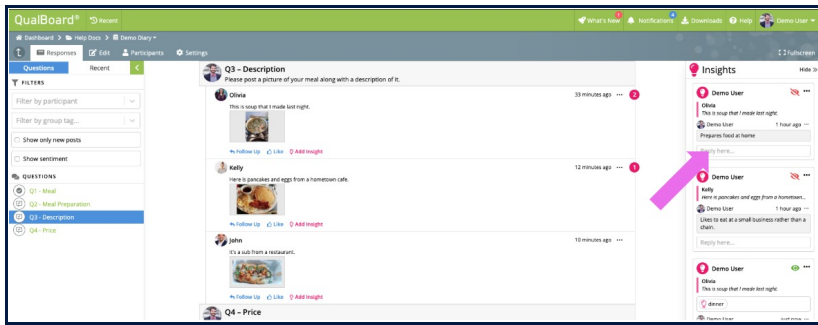 QualBoard® Recent What's New Notifications Downloads Help Demo User
Dashboard > Help Docs > Demo Diary
Responses Edit Participants Settings Fullscreen
Questions Recent
FILTERS
Filter by participant
Filter by group tag...
Show only new posts
Show sentiment
QUESTIONS
Q1 - Meal
Q2 - Meal Preparation
Q3 - Description
Q4 - Price
Q3 – Description
Please post a picture of your meal along with a description of it.
Olivia 33 minutes ago ... 2
This is soup that I made last night.
Follow Up Like Add Insight
Kelly 12 minutes ago ... 1
Here is pancakes and eggs from a hometown cafe.
Follow Up Like Add Insight
John 10 minutes ago ...
It's a sub from a restaurant.
Follow Up Like Add Insight
Q4 – Price
Insights Hide »
Demo User ...
Olivia
This is soup that I made last night.
Demo User 1 hour ago ...
Prepares food at home
Reply here...
Demo User ...
Kelly
Here is pancakes and eggs from a hometown...
Demo User 1 hour ago ...
Likes to eat at a small business rather than a
chain.
Reply here...
Demo User ...
Olivia
This is soup that I made last night.
dinner
Demo User just now ...